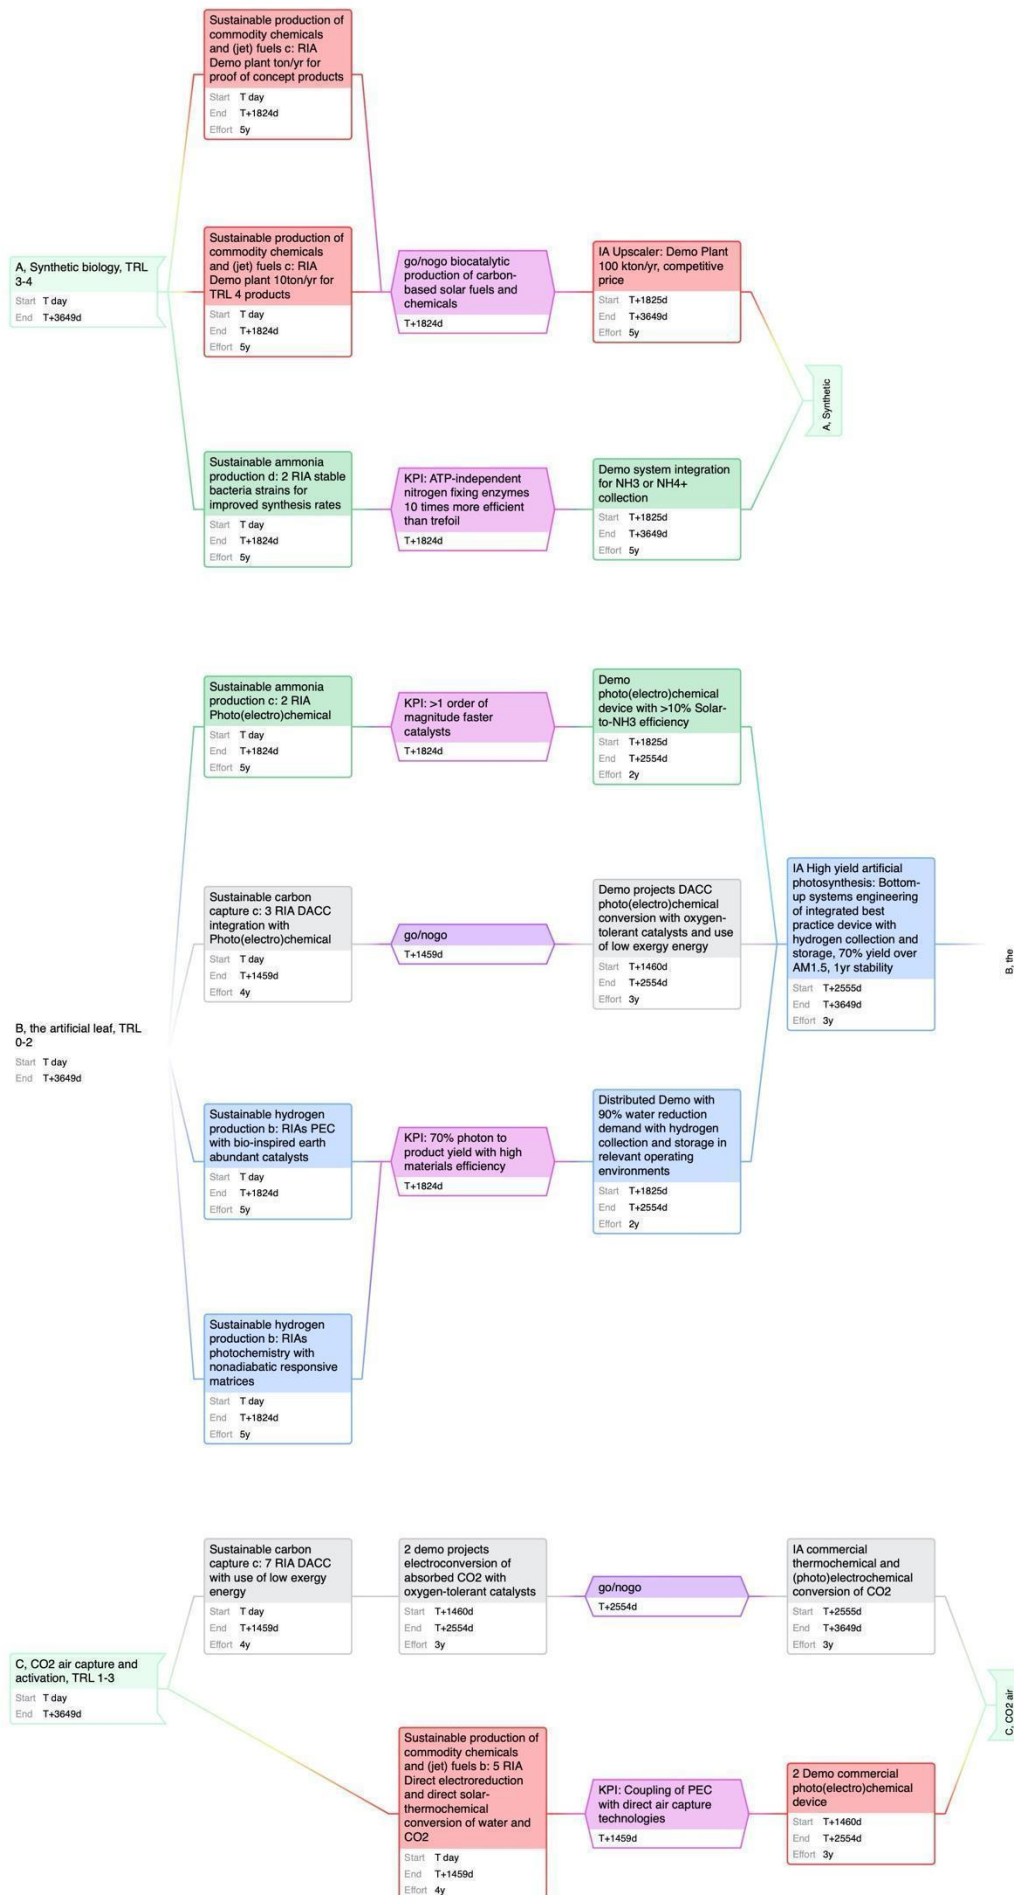 Sustainable production of
commodity chemicals
and (jet) fuels c: RIA
Demo plant ton/yr for
proof of concept products
Start T day
End T+1824d
Effort 5y
A, Synthetic biology, TRL
3-4
Start T day
End T+3649d
Sustainable production of
commodity chemicals
and (jet) fuels c: RIA
Demo plant 10ton/yr for
TRL 4 products
Start T day
End T+1824d
Effort 5y
go/nogo biocatalytic
production of carbon-
based solar fuels and
chemicals
T+1824d
IA Upscaler: Demo Plant
100 kton/yr, competitive
price
Start T+1825d
End T+3649d
Effort 5y
A, Synthetic
Sustainable ammonia
production d: 2 RIA stable
bacteria strains for
improved synthesis rates
Start T day
End T+1824d
Effort 5y
KPI: ATP-independent
nitrogen fixing enzymes
10 times more efficient
than trefoil
T+1824d
Demo system integration
for NH3 or NH4+
collection
Start T+1825d
End T+3649d
Effort 5y
Sustainable ammonia
production c: 2 RIA
Photo(electro)chemical
Start T day
End T+1824d
Effort 5y
KPI: >1 order of
magnitude faster
catalysts
T+1824d
Demo
photo(electro)chemical
device with >10% Solar-
to-NH3 efficiency
Start T+1825d
End T+2554d
Effort 2y
Sustainable carbon
capture c: 3 RIA DACC
integration with
Photo(electro)chemical
Start T day
End T+1459d
Effort 4y
go/nogo
T+1459d
Demo projects DACC
photo(electro)chemical
conversion with oxygen-
tolerant catalysts and use
of low exergy energy
Start T+1460d
End T+2554d
Effort 3y
IA High yield artificial
photosynthesis: Bottom-
up systems engineering
of integrated best
practice device with
hydrogen collection and
storage, 70% yield over
AM1.5, 1yr stability
Start T+2555d
End T+3649d
Effort 3y
B, the
B, the artificial leaf, TRL
0-2
Start T day
End T+3649d
Sustainable hydrogen
production b: RIAs PEC
with bio-inspired earth
abundant catalysts
Start T day
End T+1824d
Effort 5y
KPI: 70% photon to
product yield with high
materials efficiency
T+1824d
Distributed Demo with
90% water reduction
demand with hydrogen
collection and storage in
relevant operating
environments
Start T+1825d
End T+2554d
Effort 2y
Sustainable hydrogen
production b: RIAs
photochemistry with
nonadiabatic responsive
matrices
Start T day
End T+1824d
Effort 5y
Sustainable carbon
capture c: 7 RIA DACC
with use of low exergy
energy
Start T day
End T+1459d
Effort 4y
2 demo projects
electroconversion of
absorbed CO2 with
oxygen-tolerant catalysts
Start T+1460d
End T+2554d
Effort 3y
go/nogo
T+2554d
IA commercial
thermochemical and
(photo)electrochemical
conversion of CO2
Start T+2555d
End T+3649d
Effort 3y
C, CO2 air capture and
activation, TRL 1-3
Start T day
End T+3649d
C, CO2 air
Sustainable production of
commodity chemicals
and (jet) fuels b: 5 RIA
Direct electroreduction
and direct solar-
thermochemical
conversion of water and
CO2
Start T day
End T+1459d
Effort 4y
KPI: Coupling of PEC
with direct air capture
technologies
T+1459d
2 Demo commercial
photo(electro)chemical
device
Start T+1460d
End T+2554d
Effort 3y